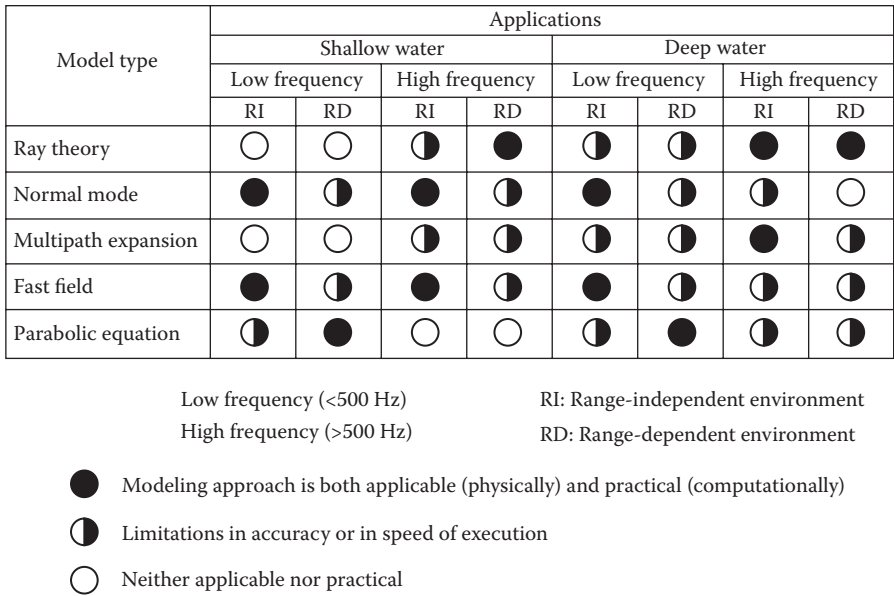 Applications
Model type
Shallow water Deep water
Low frequency High frequency Low frequency High frequency
RI RD RI RD RI RD RI RD
Ray theory
Normal mode
Multipath expansion
Fast field
Parabolic equation
Low frequency (<500 Hz) RI: Range-independent environment
High frequency (>500 Hz) RD: Range-dependent environment
Modeling approach is both applicable (physically) and practical (computationally)
Limitations in accuracy or in speed of execution
Neither applicable nor practical